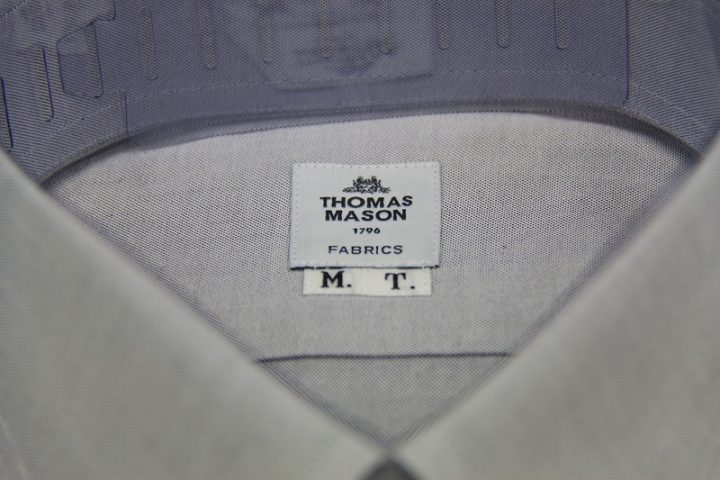 THOMAS
MASON
1796
FABRICS
M. T.